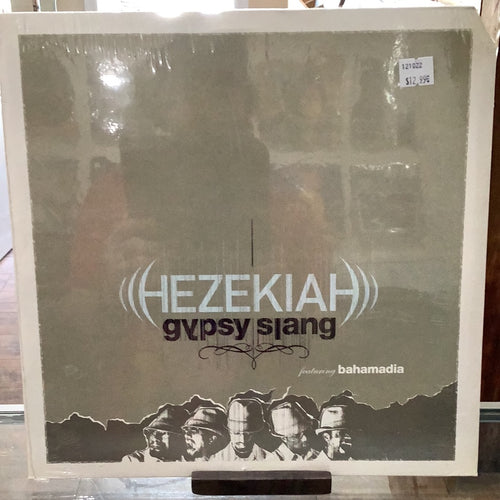 121022
$12.99
HEZEKIAH
gypsy slang
featuring bahamadia